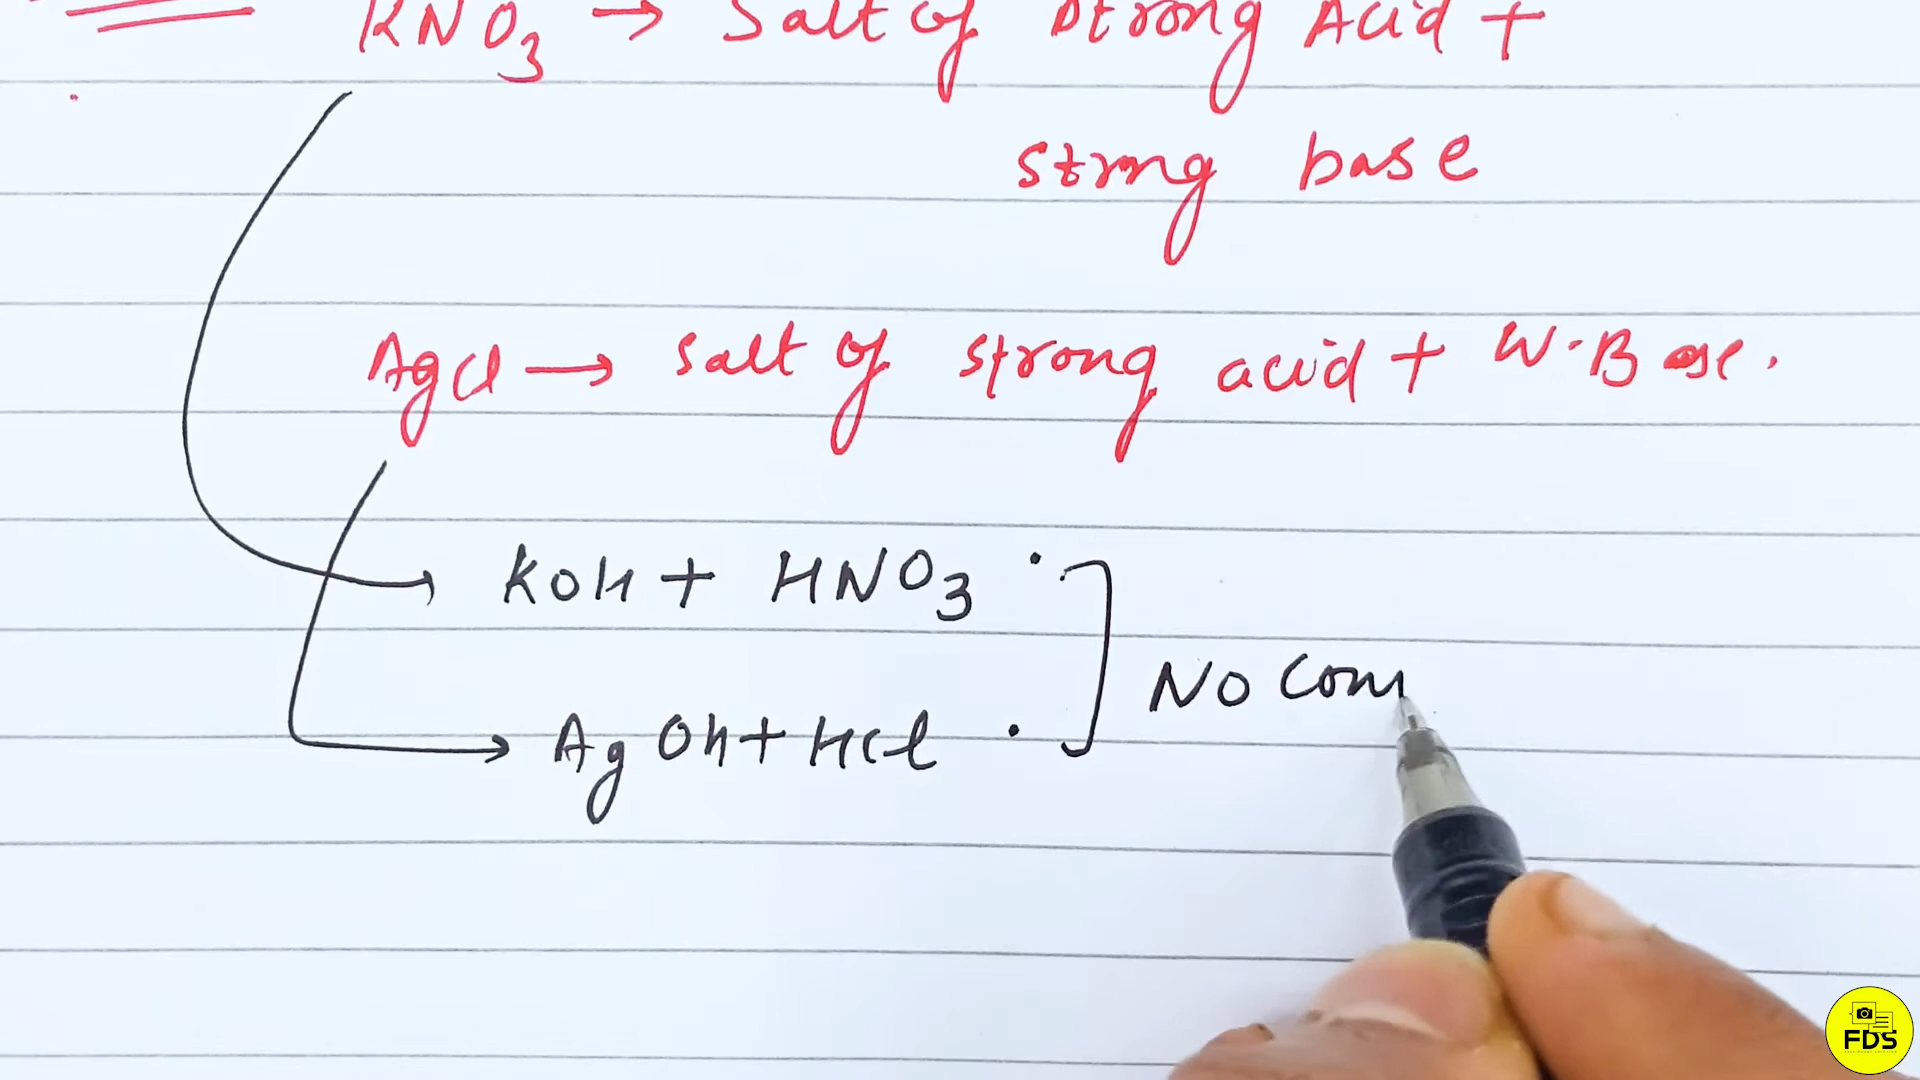 KNO3 → Salt of Strong Acid +
strong base
AgCl → Salt of strong acid + W.Base.
KOH + HNO3
No Com
AgOh + HCl
FDS